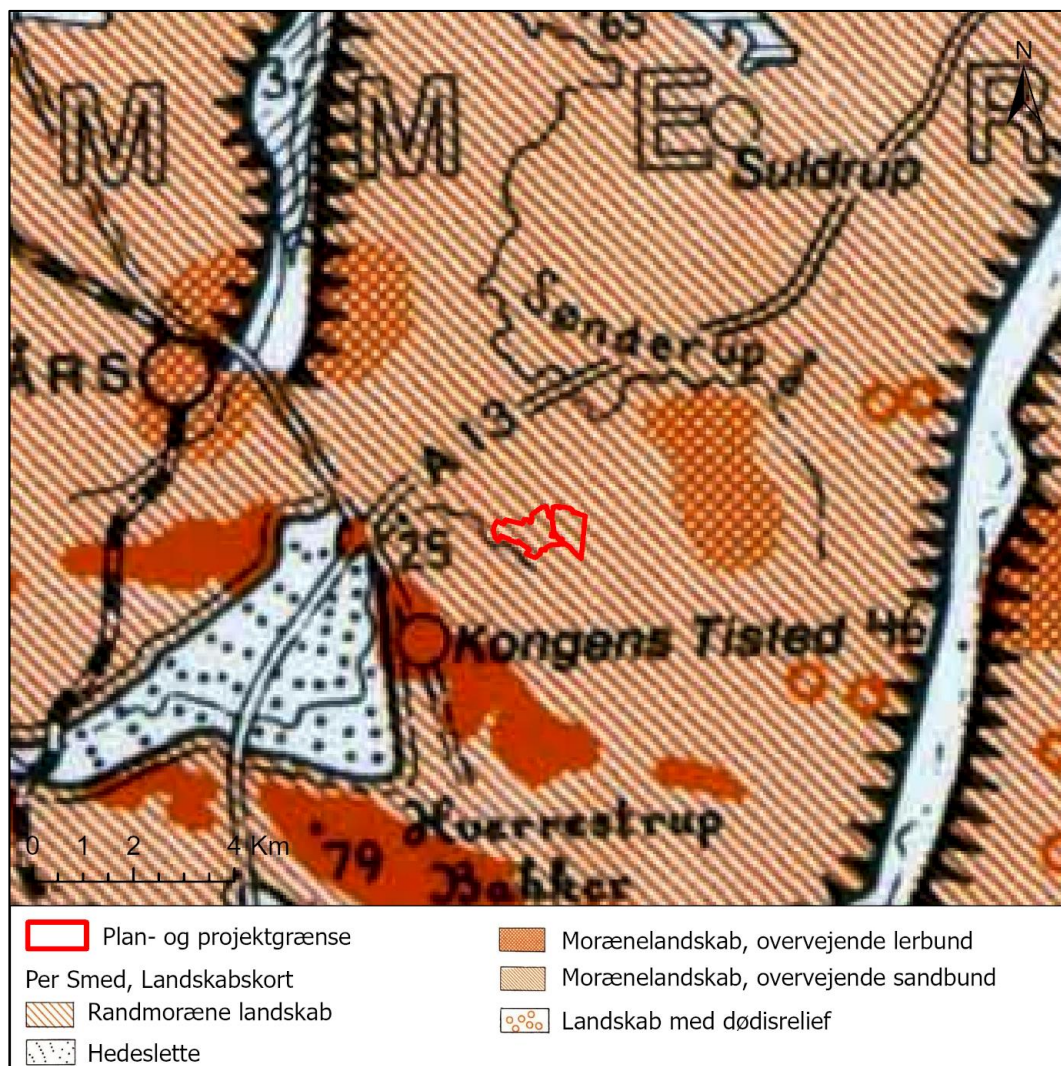 65
N
3
M M E R
Suldrup
Sønderup å
ÅRS
A 13
25
Kongens Tisted 46
Hverrestrup
79 Bakker
0 1 2 4 Km
Plan- og projektgrænse
Per Smed, Landskabskort
Randmoræne landskab
Hedeslette
Morænelandskab, overvejende lerbund
Morænelandskab, overvejende sandbund
Landskab med dødisrelief